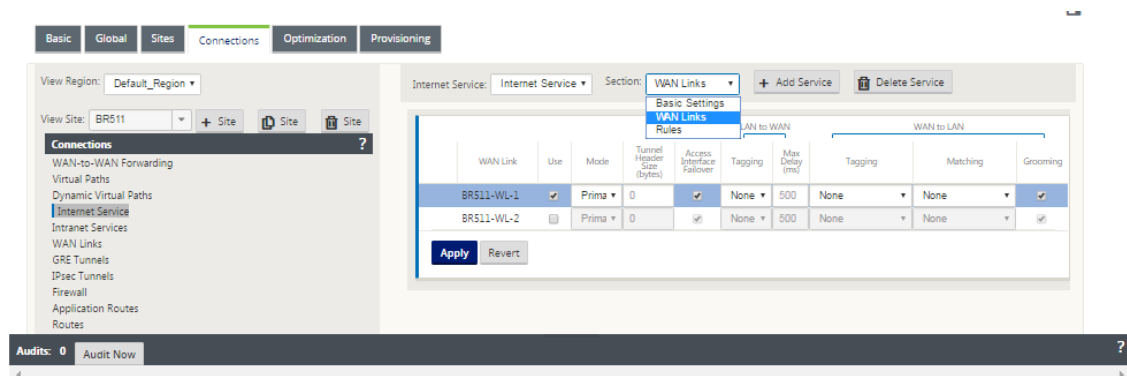 Basic Global Sites Connections Optimization Provisioning
View Region: Default_Region
Internet Service: Internet Service Section: WAN Links + Add Service Delete Service
Basic Settings
WAN Links
Rules
View Site: BR511 + Site Site Site
Connections ?
WAN-to-WAN Forwarding
Virtual Paths
Dynamic Virtual Paths
Internet Service
Intranet Services
WAN Links
GRE Tunnels
IPsec Tunnels
Firewall
Application Routes
Routes
LAN to WAN WAN to LAN
WAN Link Use Mode Tunnel Header Size (bytes) Access Interface Failover Tagging Max Delay (ms) Tagging Matching Grooming
BR511-WL-1 Prima 0 None 500 None None
BR511-WL-2 Prima 0 None 500 None None
Apply Revert
Audits: 0 Audit Now ?